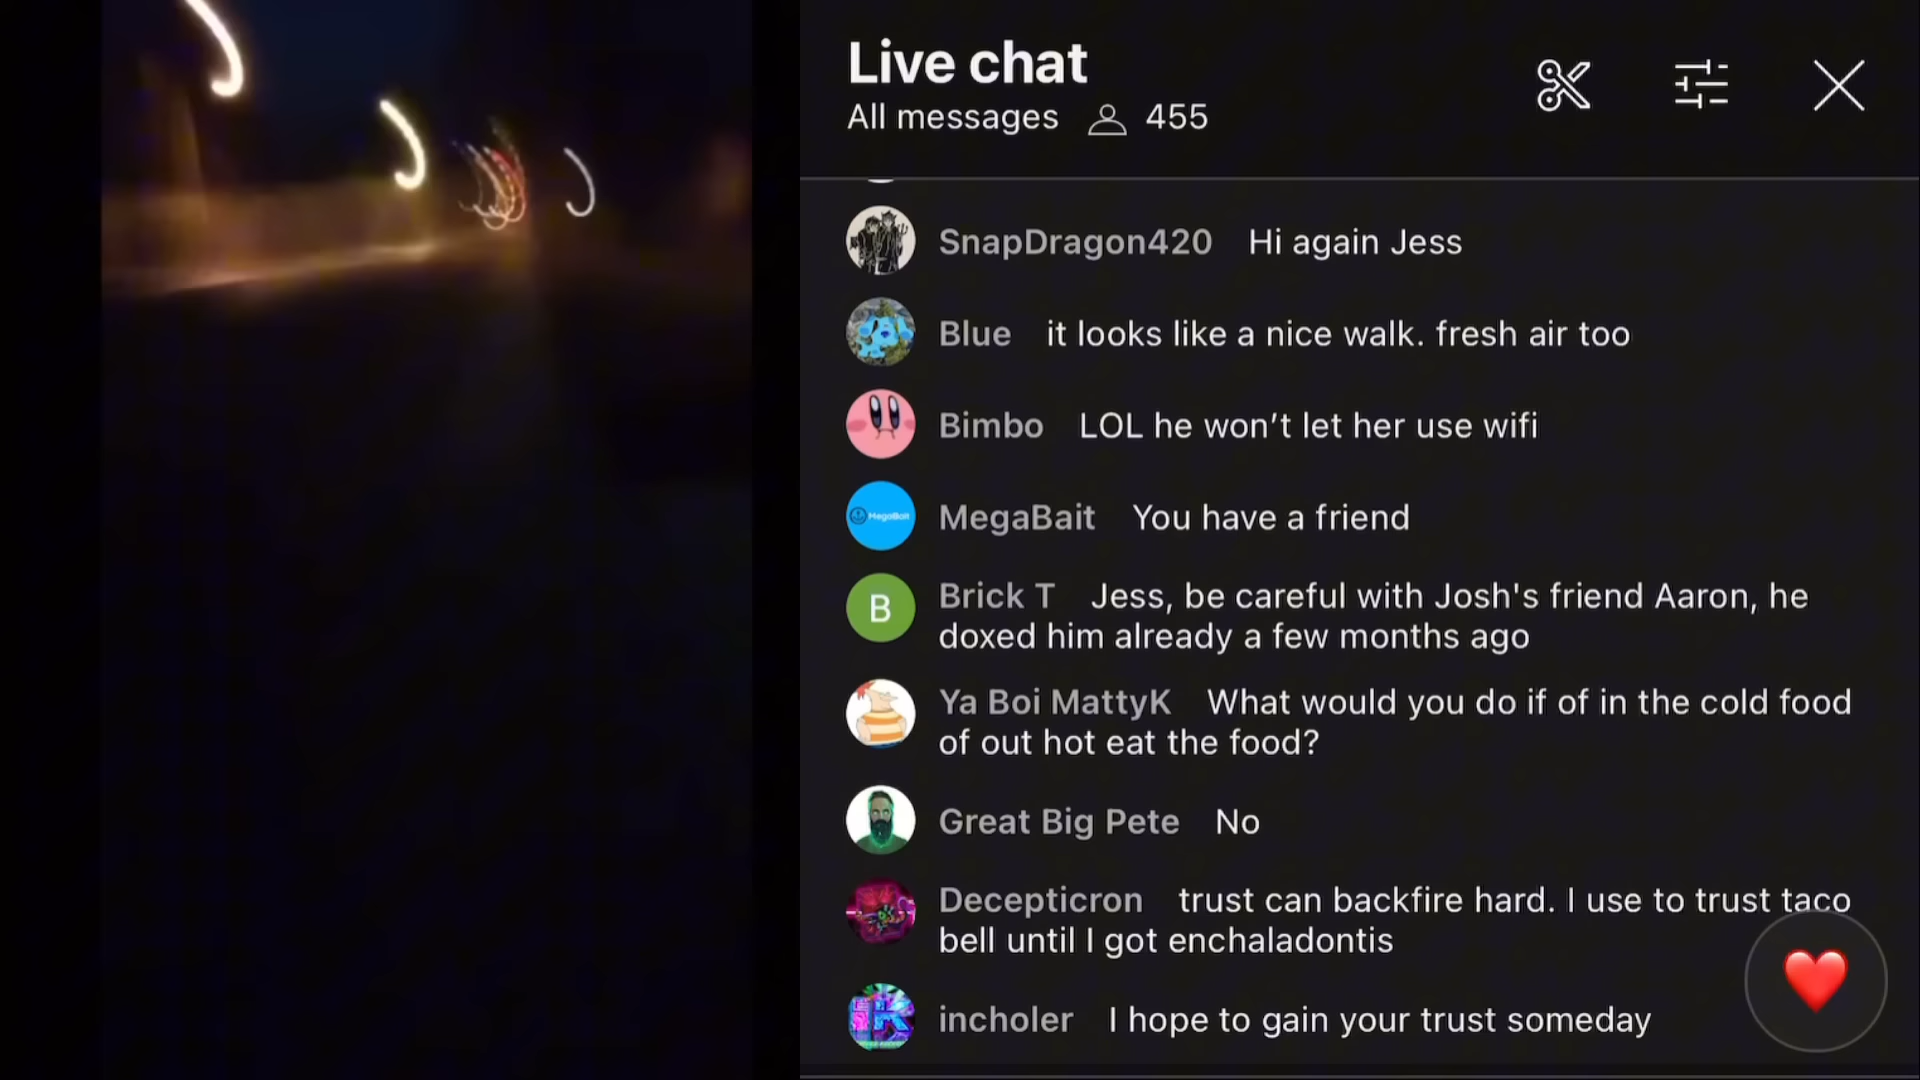 Live chat
All messages 455
SnapDragon420 Hi again Jess
Blue it looks like a nice walk. fresh air too
Bimbo LOL he won’t let her use wifi
MegaBait
MegaBait You have a friend
B
Brick T Jess, be careful with Josh's friend Aaron, he
doxed him already a few months ago
Ya Boi MattyK What would you do if of in the cold food
of out hot eat the food?
Great Big Pete No
Decepticron trust can backfire hard. I use to trust taco
bell until I got enchaladontis
incholer I hope to gain your trust someday